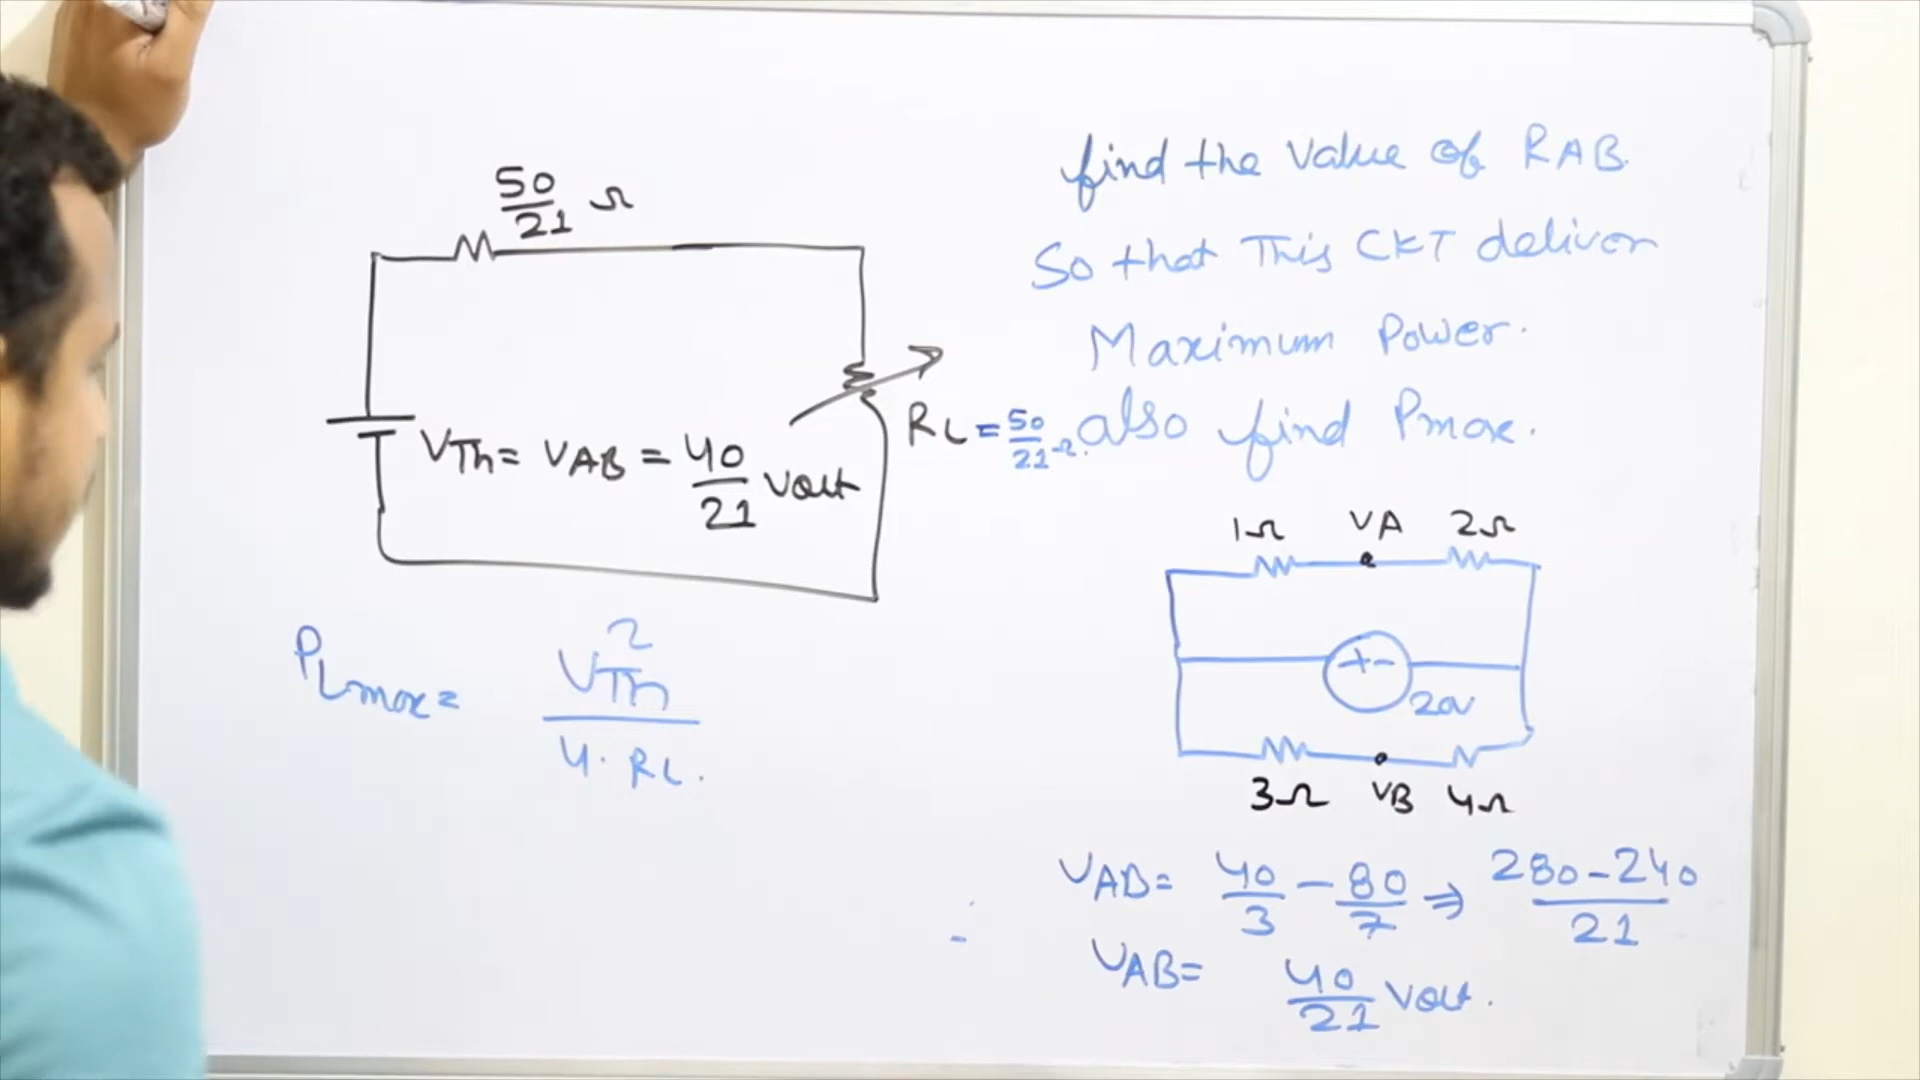 50/21 Ω
VTh = VAB = 40/21 Volt
RL = 50/21 Ω.
PLmax = VTh²/4·RL.
find the value of RAB
So that This CKT deliver
Maximum Power.
also find Pmax.
1Ω VA 2Ω
+ -
20V
3Ω VB 4Ω
VAB = 40/3 - 80/7 ⇒ 280-240/21
VAB = 40/21 Volt.